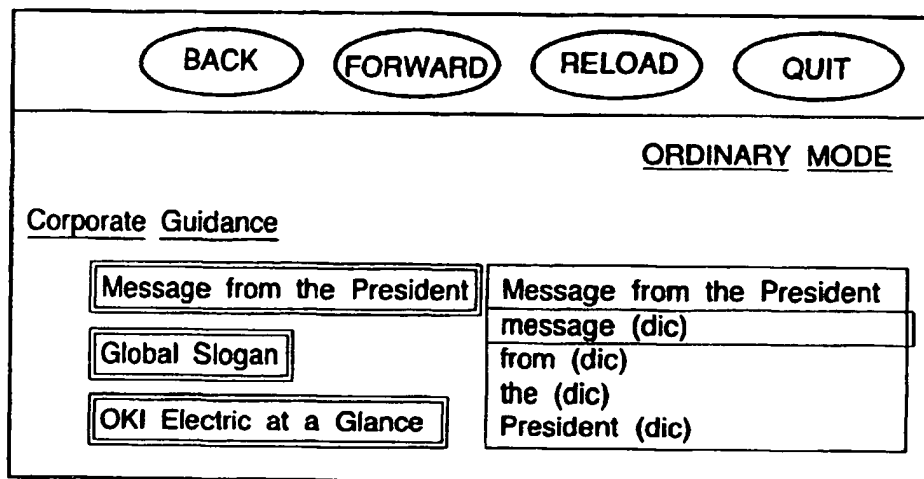 BACK FORWARD RELOAD QUIT
ORDINARY MODE
Corporate Guidance
Message from the President
Global Slogan
OKI Electric at a Glance
Message from the President
message (dic)
from (dic)
the (dic)
President (dic)